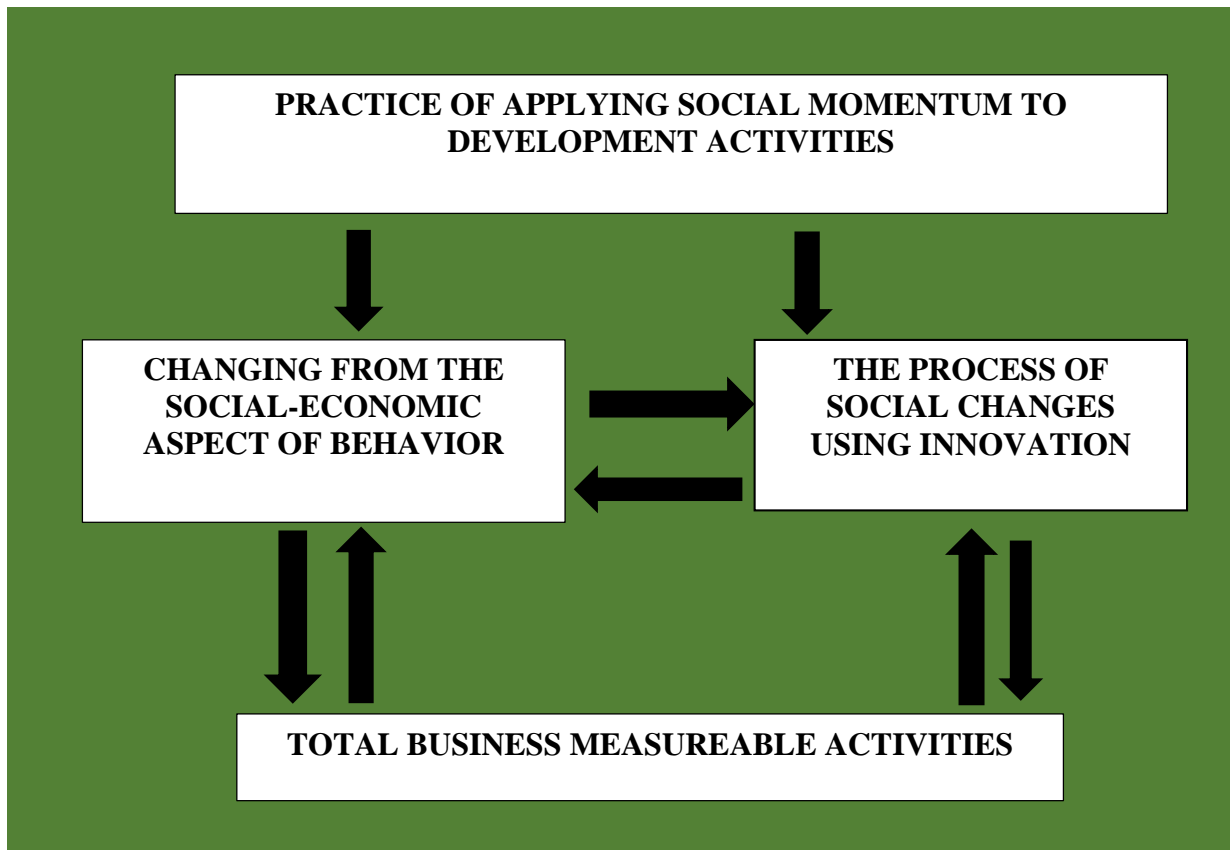 PRACTICE OF APPLYING SOCIAL MOMENTUM TO
DEVELOPMENT ACTIVITIES
CHANGING FROM THE
SOCIAL-ECONOMIC
ASPECT OF BEHAVIOR
THE PROCESS OF
SOCIAL CHANGES
USING INNOVATION
TOTAL BUSINESS MEASUREABLE ACTIVITIES